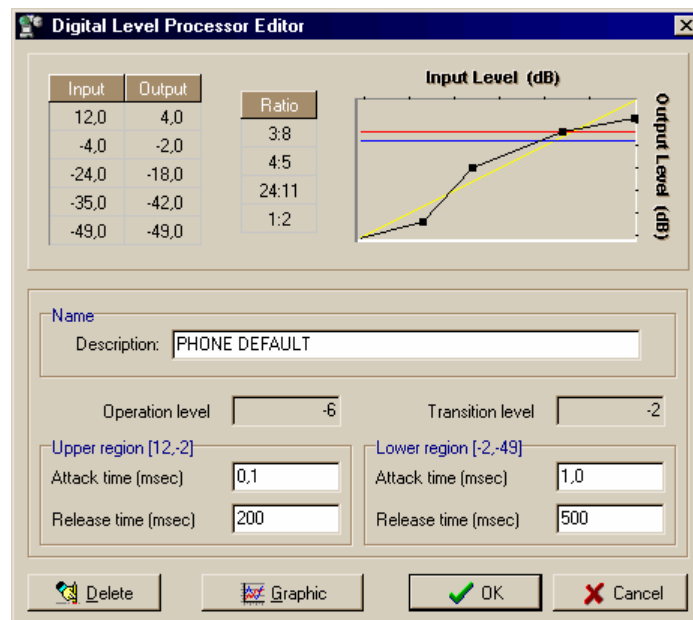 Digital Level Processor Editor
Input Output
12,0 4,0
-4,0 -2,0
-24,0 -18,0
-35,0 -42,0
-49,0 -49,0
Ratio
3:8
4:5
24:11
1:2
Input Level (dB)
Output Level (dB)
Name
Description: PHONE DEFAULT
Operation level -6
Transition level -2
Upper region [12,-2]
Attack time (msec) 0,1
Release time (msec) 200
Lower region [-2,-49]
Attack time (msec) 1,0
Release time (msec) 500
Delete
Graphic
OK
Cancel